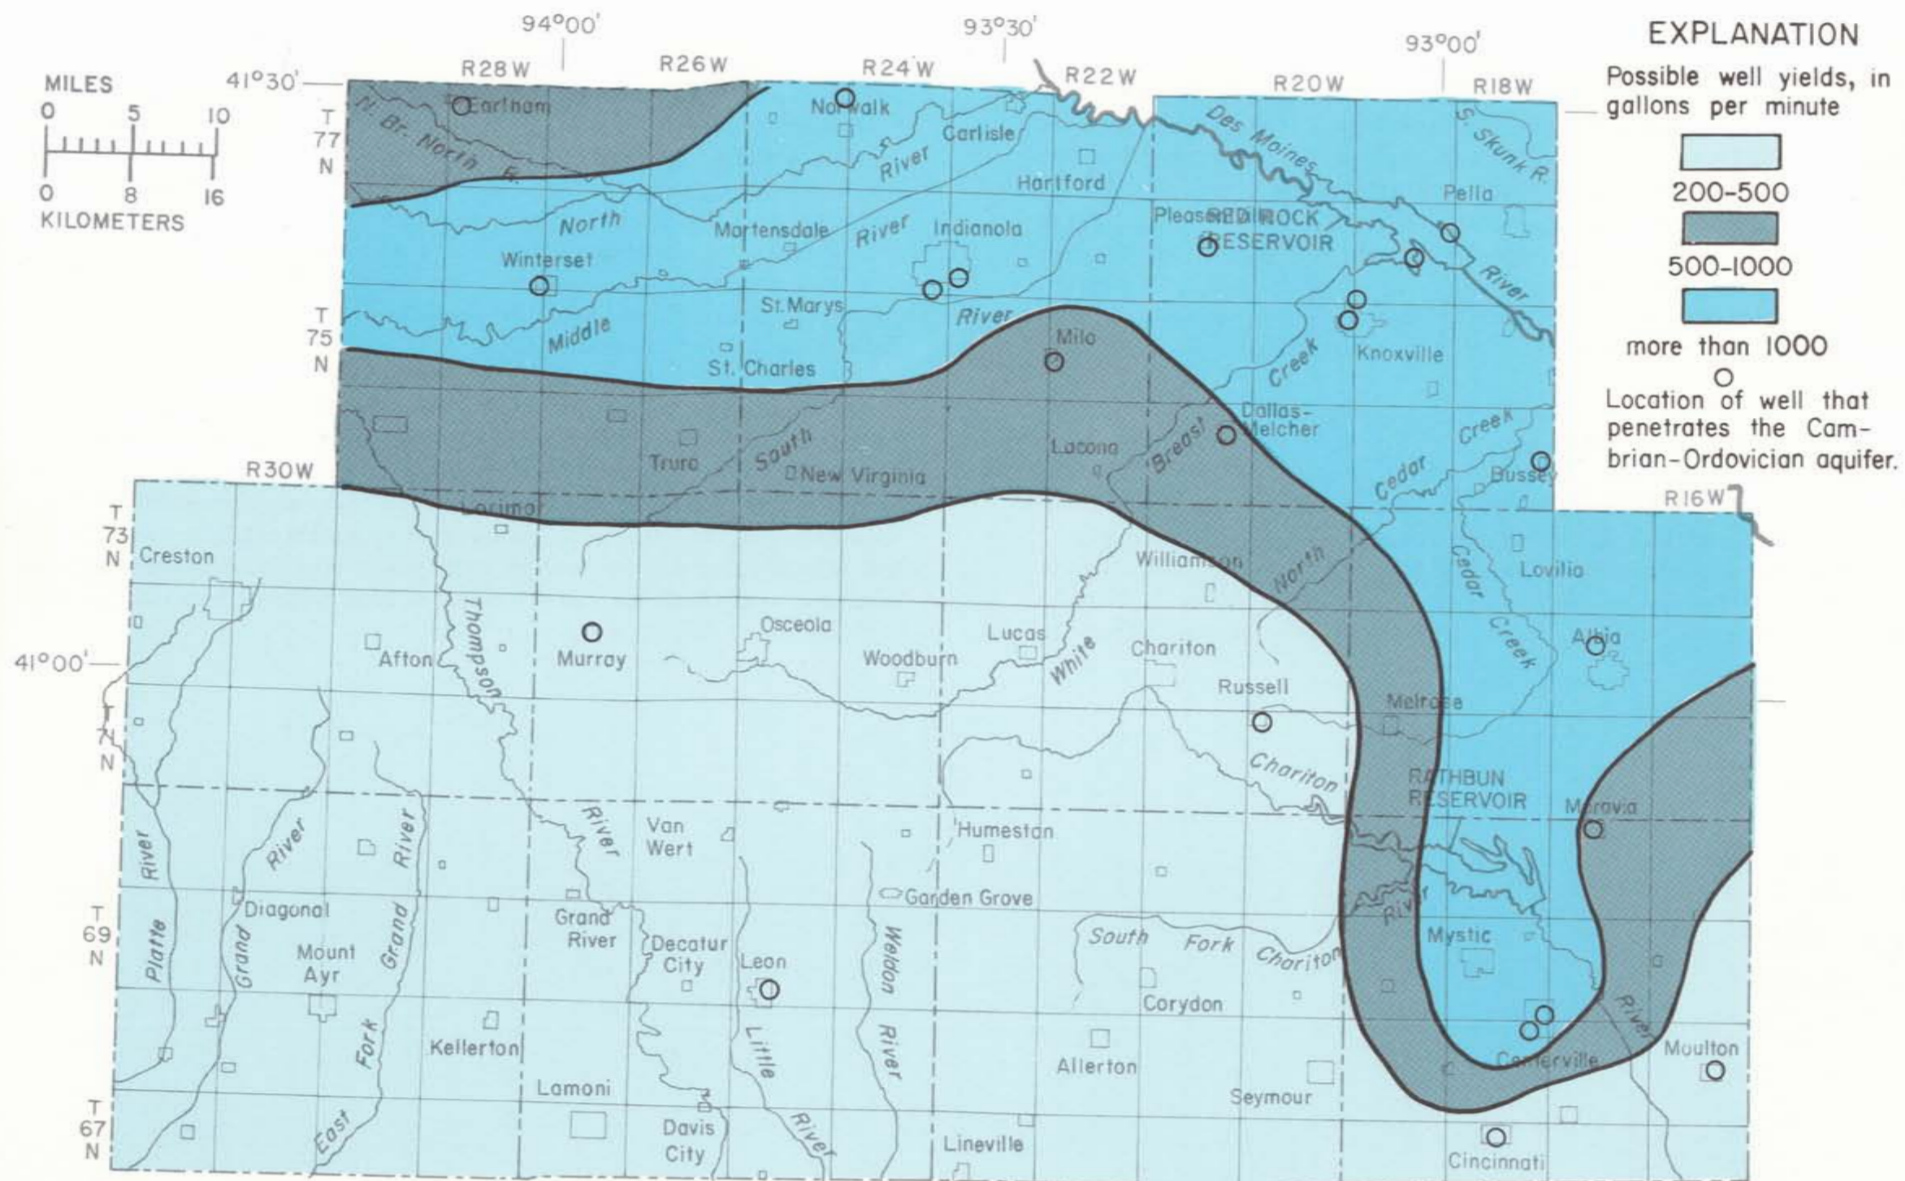 94°00'
93°30'
93°00'
41°30'
R28W
R26W
R24W
R22W
R20W
R18W
MILES
0 5 10
0 8 16
KILOMETERS
EXPLANATION
Possible well yields, in
gallons per minute
200-500
500-1000
more than 1000
Location of well that
penetrates the Cam-
brian-Ordovician aquifer.
T
77
N
Earlham
N. Br. North R.
Norwalk
Carlisle
River
Des Moines
S. Skunk R.
Hartford
Pella
North
Martensdale
River
Indianola
RED ROCK
RESERVOIR
River
Winterset
T
75
N
Middle
St. Marys
River
Milo
St. Charles
Creek
Knoxville
Dallas-
Melcher
Breast
Creek
Cedar
Bussey
South
Truro
New Virginia
Lacona
R30W
R16W
T
73
N
Lorimor
Creston
Williamson
North
Cedar
Creek
Lovilia
Thompson
Osceola
Lucas
Albia
41°00'
Afton
Murray
Woodburn
White
Chariton
Russell
Melrose
T
71
N
Chariton
RATHBUN
RESERVOIR
Moravia
River
Van
Wert
Humeston
River
River
River
Diagonal
Garden Grove
River
T
69
N
Grand
River
Platte
Grand
Mount
Ayr
Grand
Decatur
City
Leon
Weldon
South Fork Chariton
Mystic
Corydon
River
Fork
Kellerton
Little
River
Allerton
Centerville
Moulton
Lamoni
Seymour
T
67
N
East
Davis
City
River
Lineville
Cincinnati